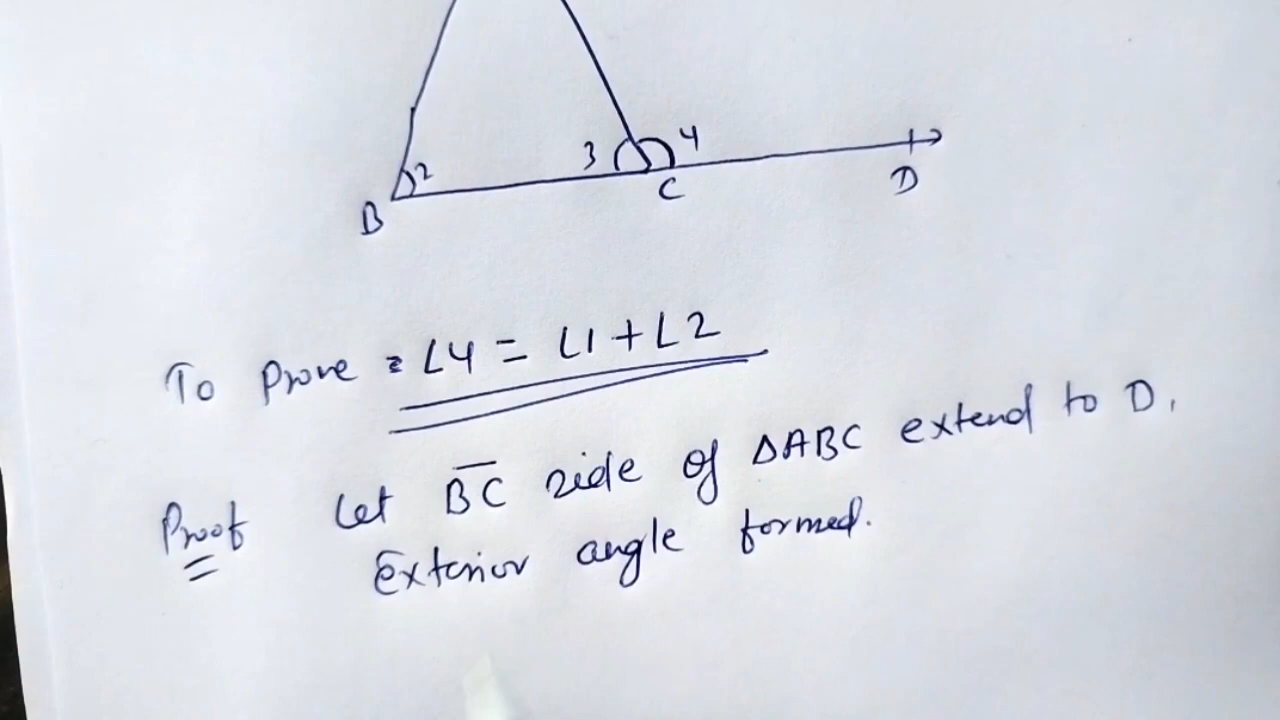 2 3 4
B C D
To Prove : ∠4 = ∠1 + ∠2
Proof Let B̅C̅ side of ΔABC extend to D.
Exterior angle formed.